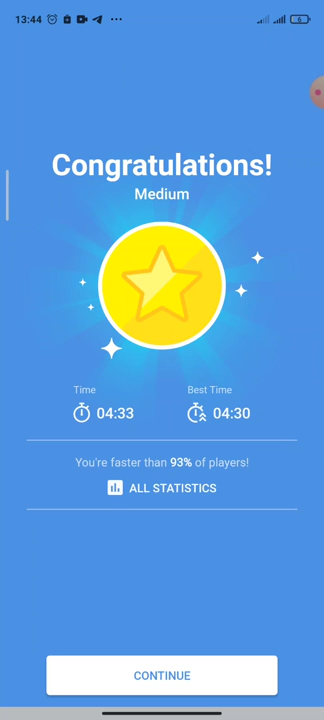 13:44
6
Congratulations!
Medium
Time
Best Time
04:33
04:30
You're faster than 93% of players!
ALL STATISTICS
CONTINUE